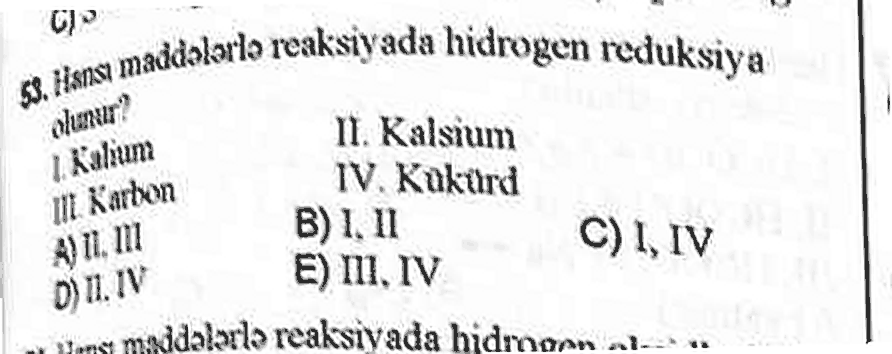 C)
53. Hansı maddələrlə reaksiyada hidrogen reduksiya
olunur?
I. Kalium II. Kalsium
III. Karbon IV. Kükürd
A) II, III B) I, II C) I, IV
D) II, IV E) III, IV
Hansı maddələrlə reaksiyada hidrogen